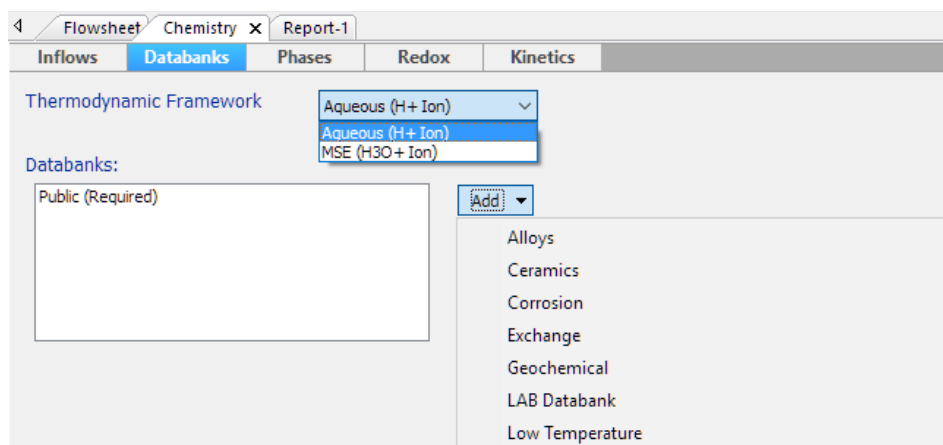 Flowsheet Chemistry x Report-1
Inflows Databanks Phases Redox Kinetics
Thermodynamic Framework Aqueous (H+ Ion)
Aqueous (H+ Ion)
MSE (H3O+ Ion)
Databanks:
Public (Required)
Add
Alloys
Ceramics
Corrosion
Exchange
Geochemical
LAB Databank
Low Temperature